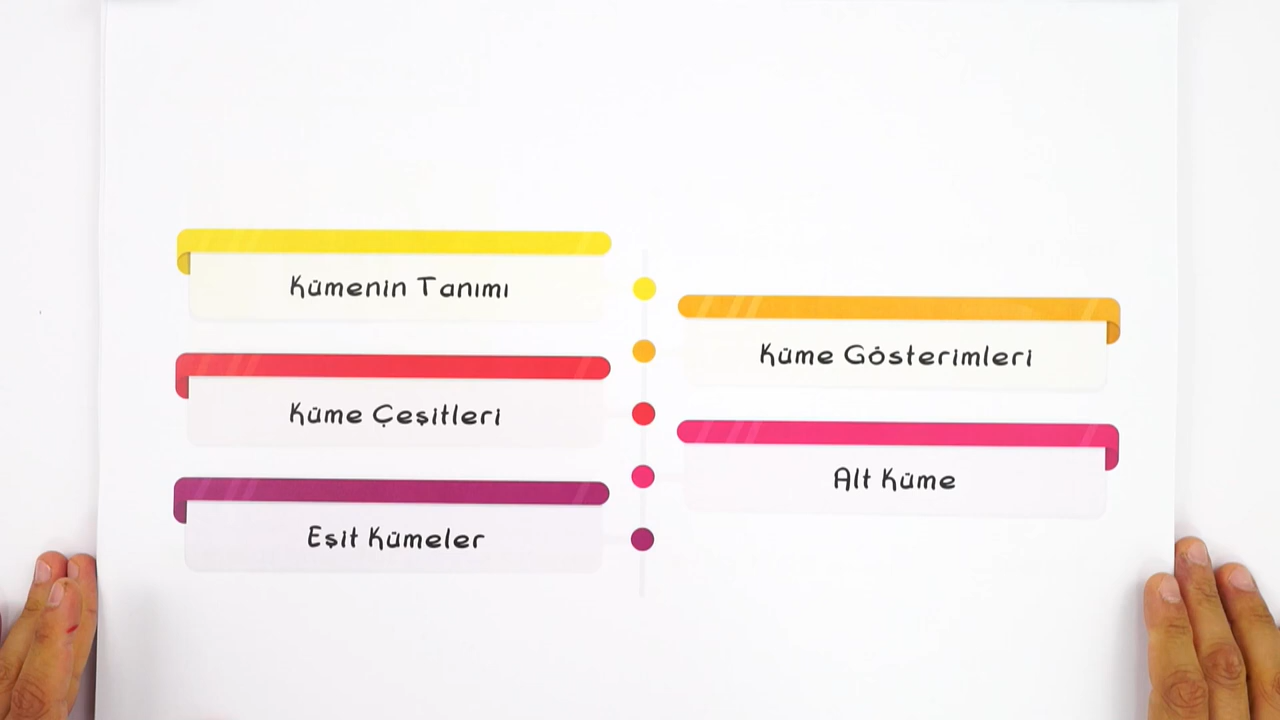 Kümenin Tanımı
Küme Gösterimleri
Küme Çeşitleri
Alt Küme
Eşit Kümeler